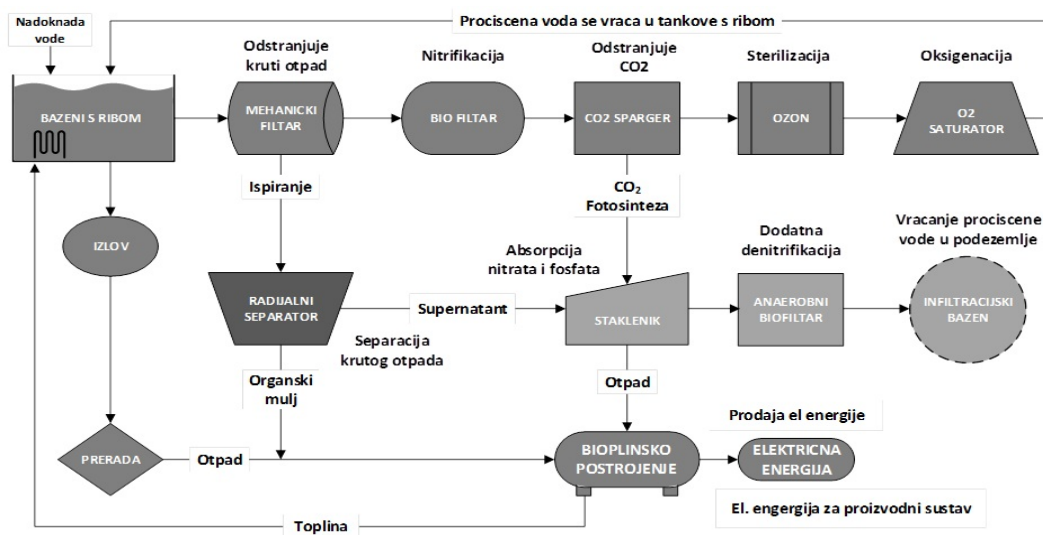 Nadoknada
vode
Prociscena voda se vraca u tankove s ribom
Odstranjuje
kruti otpad
Nitrifikacija
Odstranjuje
CO2
Sterilizacija
Oksigenacija
BAZENI S RIBOM
MEHANICKI
FILTAR
BIO FILTAR
CO2 SPARGER
OZON
O2
SATURATOR
Ispiranje
CO₂
Fotosinteza
IZLOV
Absorpcija
nitrata i fosfata
Dodatna
denitrifikacija
Vracanje prociscene
vode u podezemlje
RADIJALNI
SEPARATOR
Supernatant
STAKLENIK
ANAEROBNI
BIOFILTAR
INFILTRACIJSKI
BAZEN
Separacija
krutog otpada
Organski
mulj
Otpad
Prodaja el energije
PRERADA
Otpad
BIOPLINSKO
POSTROJENJE
ELEKTRICNA
ENERGIJA
El. engergija za proizvodni sustav
Toplina